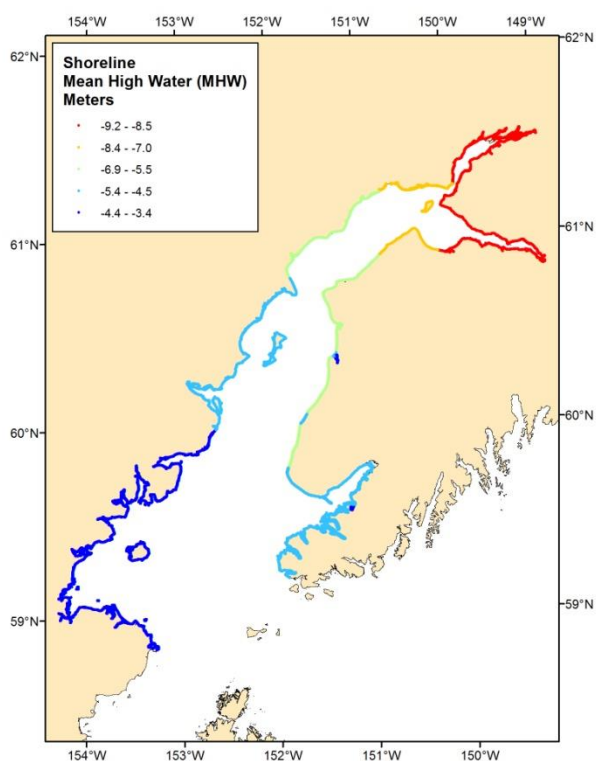 154°W 153°W 152°W 151°W 150°W 149°W
62°N 62°N
Shoreline
Mean High Water (MHW)
Meters
-9.2 - -8.5
-8.4 - -7.0
-6.9 - -5.5
-5.4 - -4.5
-4.4 - -3.4
61°N 61°N
60°N 60°N
59°N 59°N
154°W 153°W 152°W 151°W 150°W